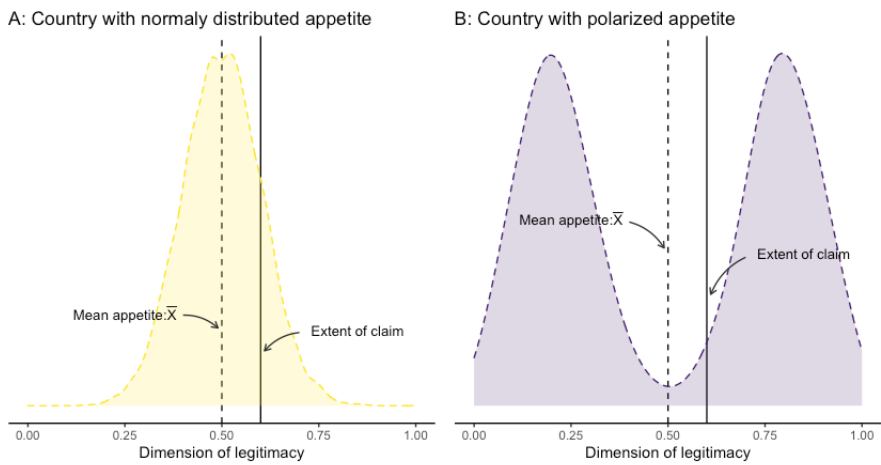 A: Country with normaly distributed appetite
Mean appetite:X̅
Extent of claim
0.00 0.25 0.50 0.75 1.00
Dimension of legitimacy
B: Country with polarized appetite
Mean appetite:X̅
Extent of claim
0.00 0.25 0.50 0.75 1.00
Dimension of legitimacy